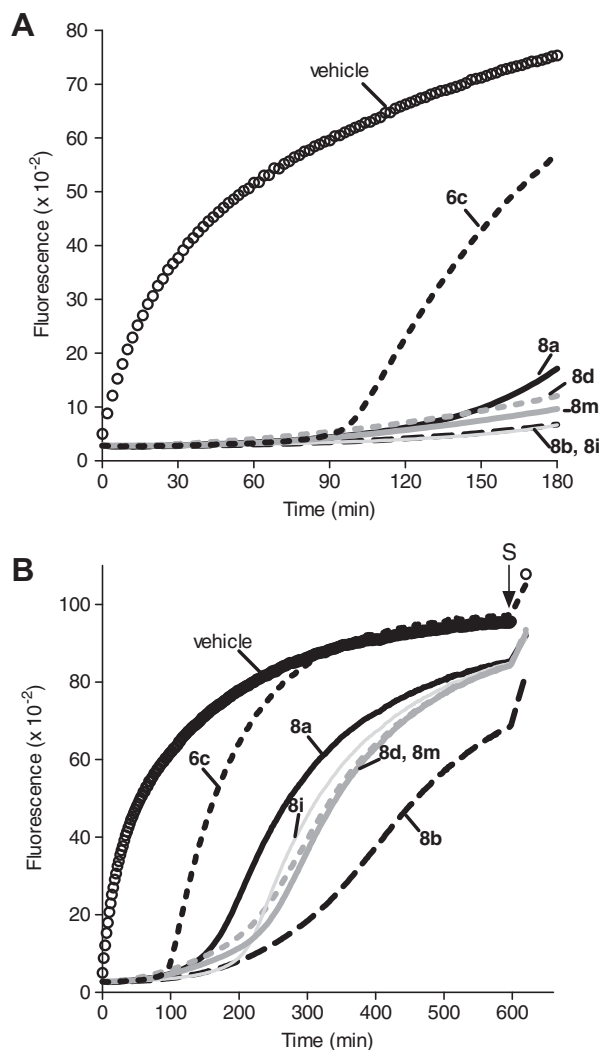 A
80
70
60
50
40
30
20
10
0
Fluorescence (x 10-2)
vehicle
6c
8a
8d
8m
8b, 8i
0 30 60 90 120 150 180
Time (min)
B
S
100
80
60
40
20
0
Fluorescence (x 10-2)
vehicle
6c
8a
8d, 8m
8i
8b
0 100 200 300 400 500 600
Time (min)